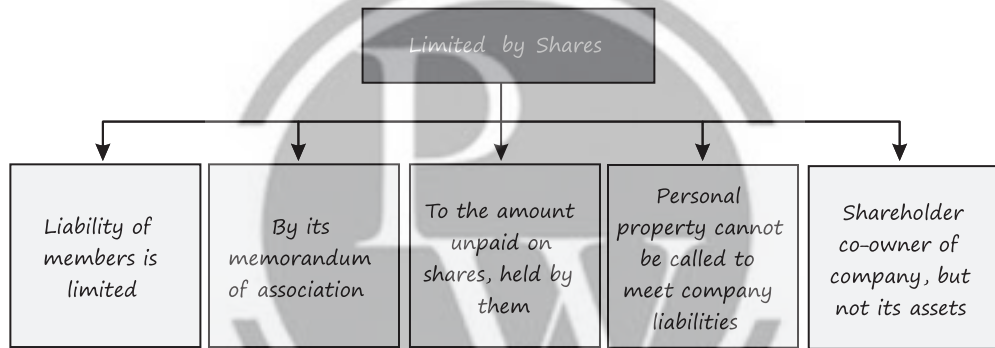 Limited by Shares
Liability of
members is
limited
By its
memorandum
of association
To the amount
unpaid on
shares, held by
them
Personal
property cannot
be called to
meet company
liabilities
Shareholder
co-owner of
company, but
not its assets